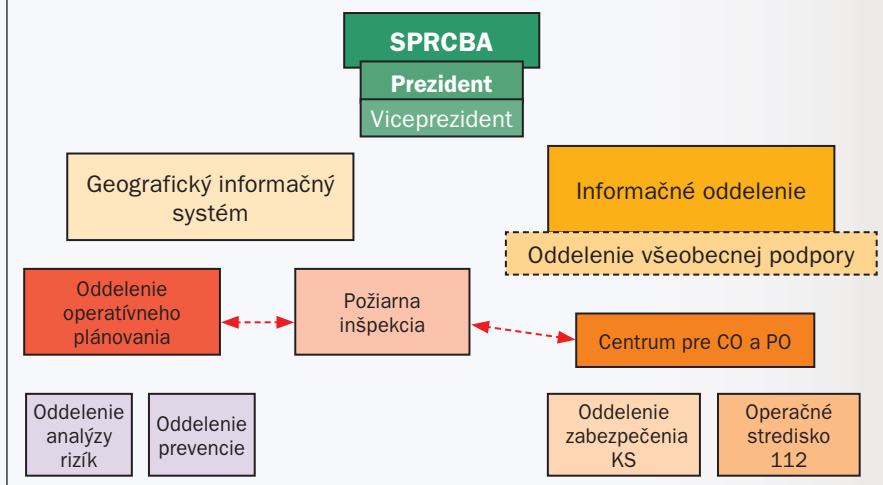 SPRCBA
Prezident
Viceprezident
Geografický informačný
systém
Informačné oddelenie
Oddelenie všeobecnej podpory
Oddelenie
operatívneho
plánovania
Požiarna
inšpekcia
Centrum pre CO a PO
Oddelenie
analýzy
rizík
Oddelenie
prevencie
Oddelenie
zabezpečenia
KS
Operačné
stredisko
112